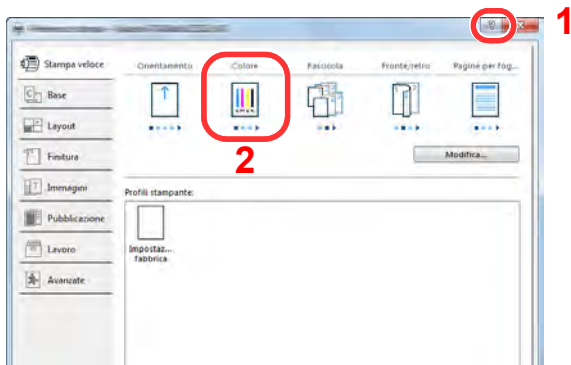 1
Stampa veloce
Orientamento Colore Fascicola Fronte/retro Pagine per fog...
Base
Layout
2
Modifica...
Finitura
Immagini
Profili stampante:
Pubblicazione
Lavoro
Impostaz...
fabbrica
Avanzate